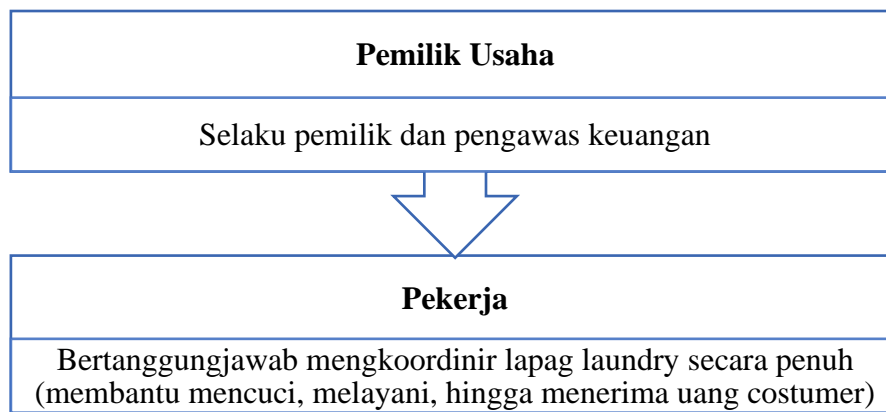 Pemilik Usaha
Selaku pemilik dan pengawas keuangan
Pekerja
Bertanggungjawab mengkoordinir lapag laundry secara penuh
(membantu mencuci, melayani, hingga menerima uang costumer)